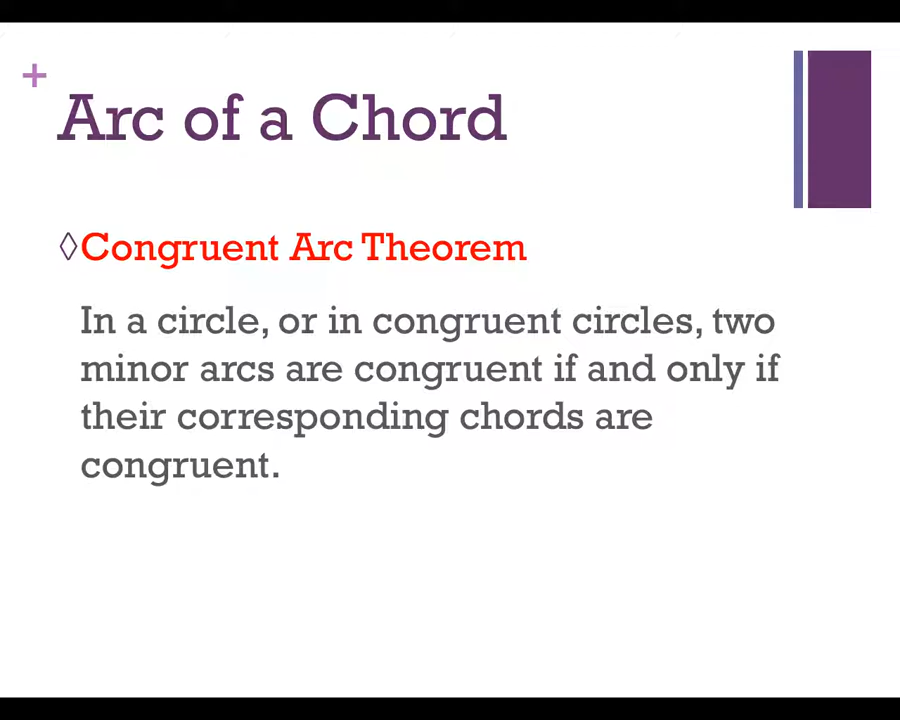 +
Arc of a Chord
◊Congruent Arc Theorem
In a circle, or in congruent circles, two
minor arcs are congruent if and only if
their corresponding chords are
congruent.